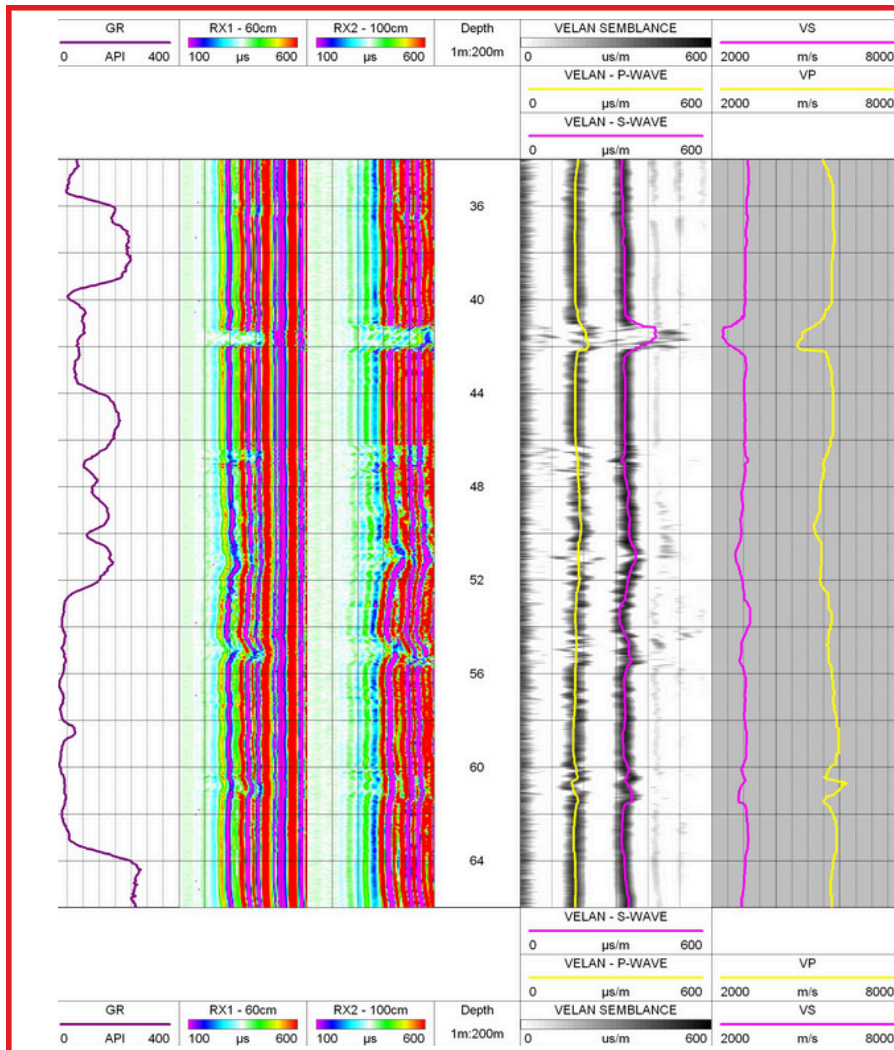 GR RX1 - 60cm RX2 - 100cm Depth VELAN SEMBLANCE VS
0 API 400 100 µs 600 100 µs 600 1m:200m 0 µs/m 600 2000 m/s 8000
VELAN - P-WAVE VP
0 µs/m 600 2000 m/s 8000
VELAN - S-WAVE
0 µs/m 600
36
40
44
48
52
56
60
64
VELAN - S-WAVE
0 µs/m 600
VELAN - P-WAVE VP
0 µs/m 600 2000 m/s 8000
GR RX1 - 60cm RX2 - 100cm Depth VELAN SEMBLANCE VS
0 API 400 100 µs 600 100 µs 600 1m:200m 0 µs/m 600 2000 m/s 8000